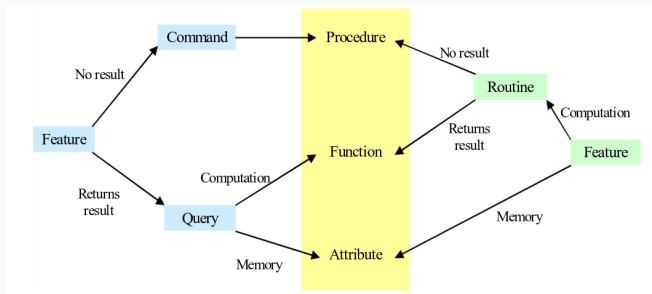 Command
Procedure
No result
No result
Routine
Computation
Feature
Returns
result
Function
Feature
Computation
Returns
result
Query
Memory
Attribute
Memory